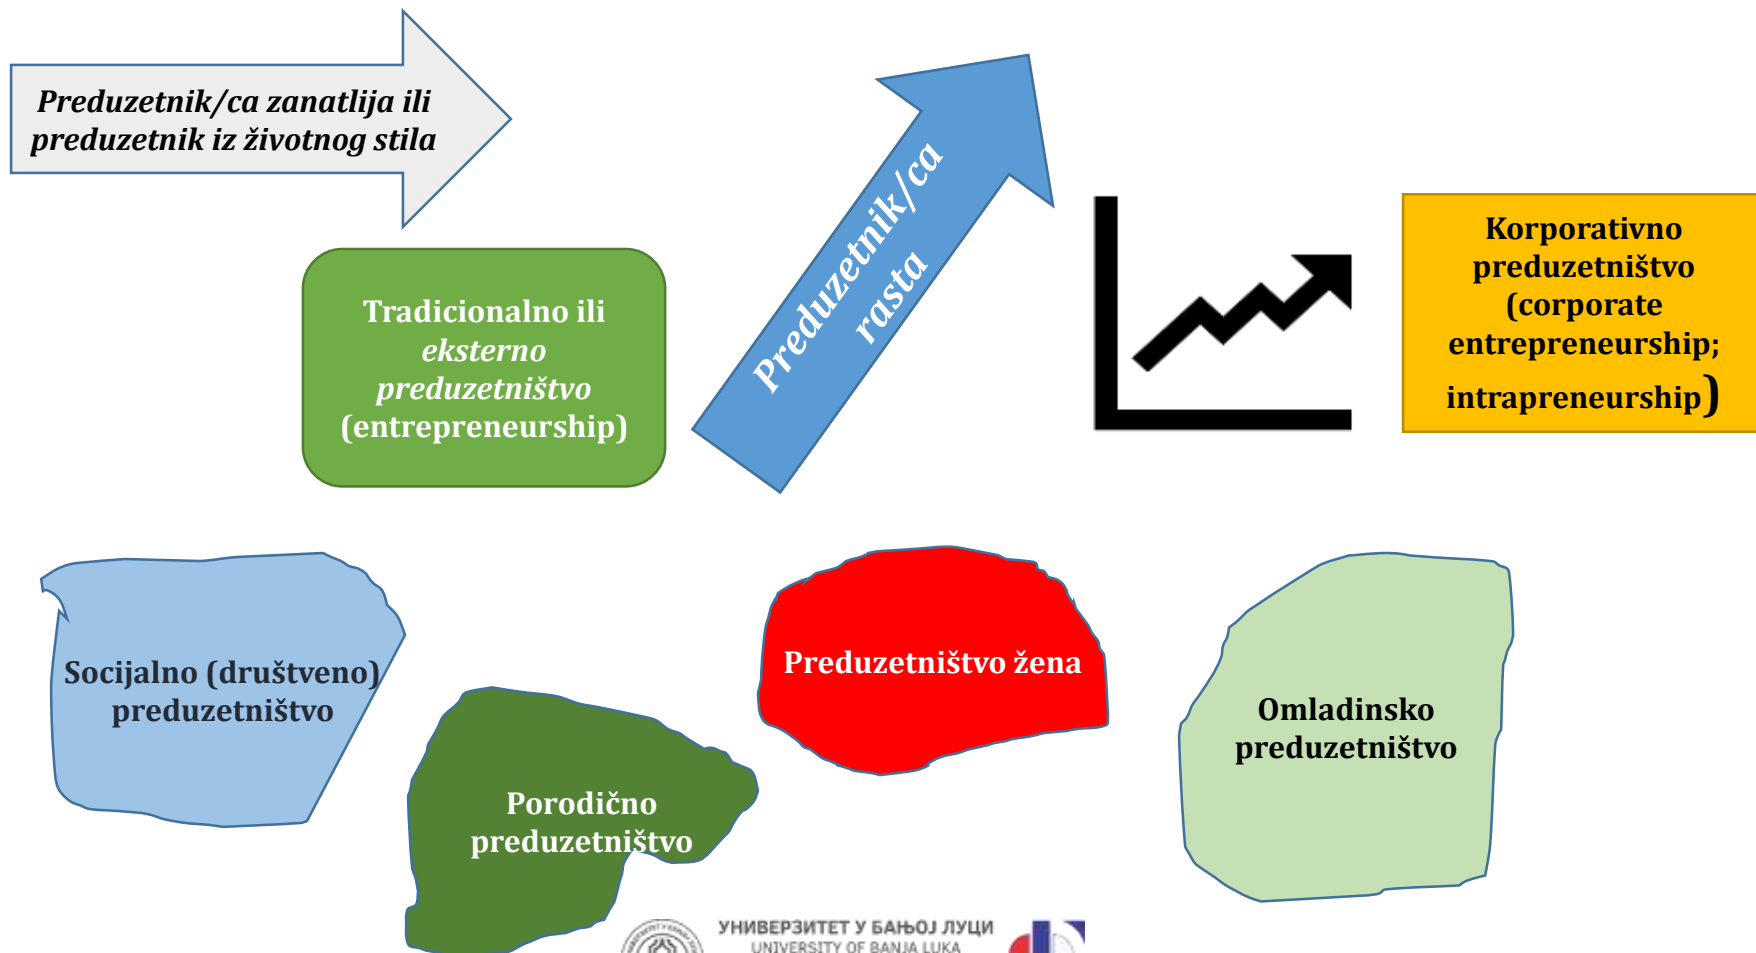 Preduzetnik/ca zanatlija ili
preduzetnik iz životnog stila
Preduzetnik/ca
rasta
Tradicionalno ili
eksterno
preduzetništvo
(entrepreneurship)
Korporativno
preduzetništvo
(corporate
entrepreneurship;
intrapreneurship)
Socijalno (društveno)
preduzetništvo
Porodično
preduzetništvo
Preduzetništvo žena
Omladinsko
preduzetništvo
УНИВЕРЗИТЕТ У БАЊОЈ ЛУЦИ
UNIVERSITY OF BANJA LUKA